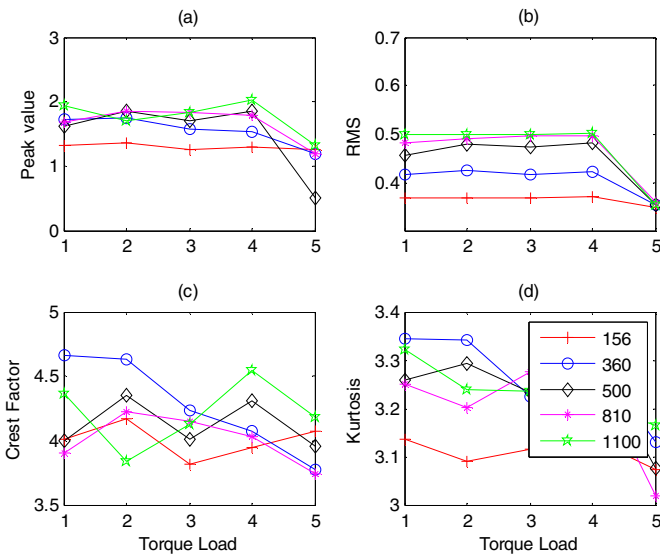 (a)
3
2
1
0
Peak value
1 2 3 4 5
(b)
0.7
0.6
0.5
0.4
RMS
1 2 3 4 5
(c)
5
4.5
4
3.5
Crest Factor
1 2 3 4 5
Torque Load
(d)
3.4
3.3
3.2
3.1
3
Kurtosis
156
360
500
810
1100
1 2 3 4 5
Torque Load